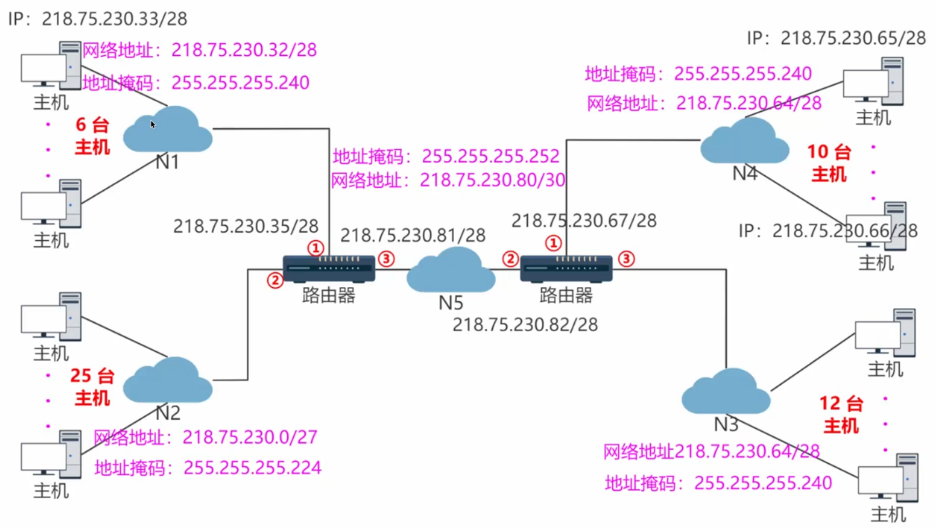 IP：218.75.230.33/28
网络地址：218.75.230.32/28
地址掩码：255.255.255.240
主机
6 台
主机
N1
主机
IP：218.75.230.65/28
地址掩码：255.255.255.240
网络地址：218.75.230.64/28
主机
N4
10 台
主机
IP：218.75.230.66/28
主机
地址掩码：255.255.255.252
网络地址：218.75.230.80/30
218.75.230.35/28
①
②
③
路由器
218.75.230.81/28
N5
218.75.230.82/28
218.75.230.67/28
①
②
③
路由器
主机
25 台
主机
N2
网络地址：218.75.230.0/27
地址掩码：255.255.255.224
主机
主机
N3
12 台
主机
网络地址218.75.230.64/28
地址掩码：255.255.255.240
主机